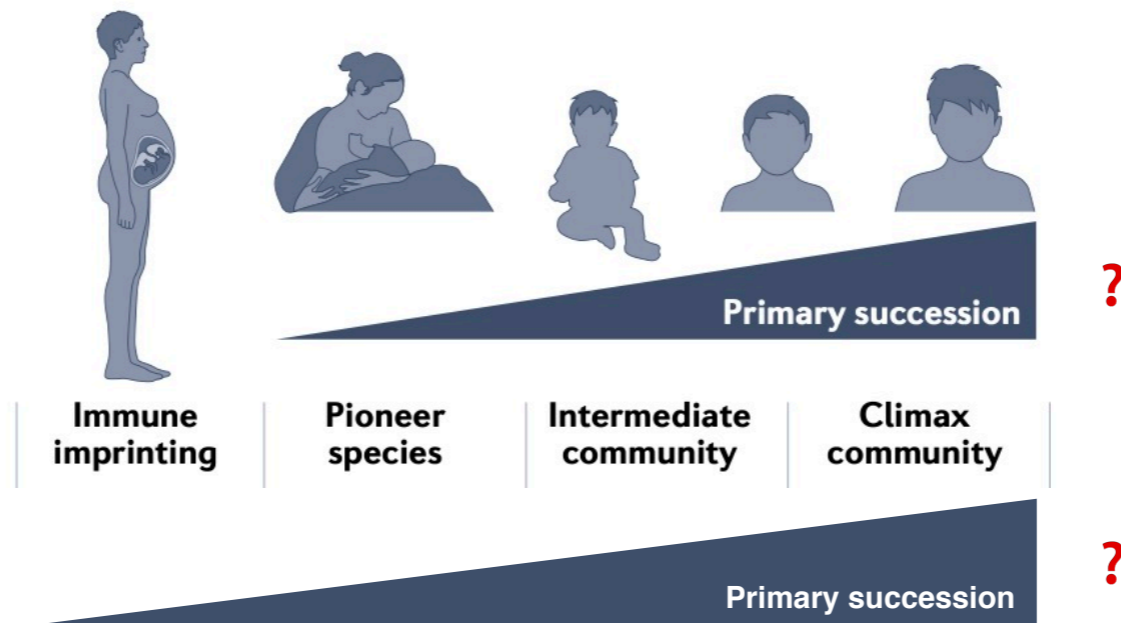 Primary succession
?
Immune imprinting
Pioneer species
Intermediate community
Climax community
Primary succession
?